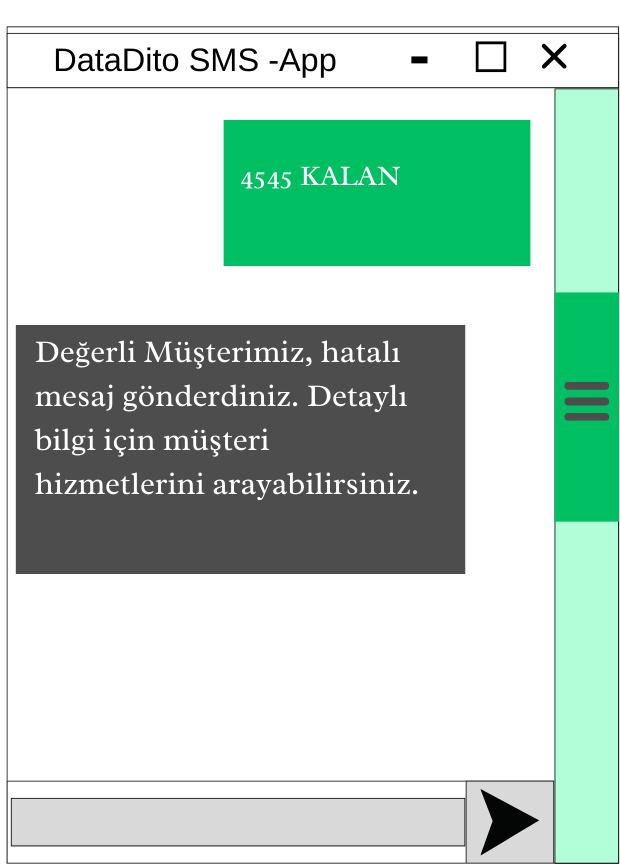 DataDito SMS -App
4545 KALAN
Değerli Müşterimiz, hatalı
mesaj gönderdiniz. Detaylı
bilgi için müşteri
hizmetlerini arayabilirsiniz.